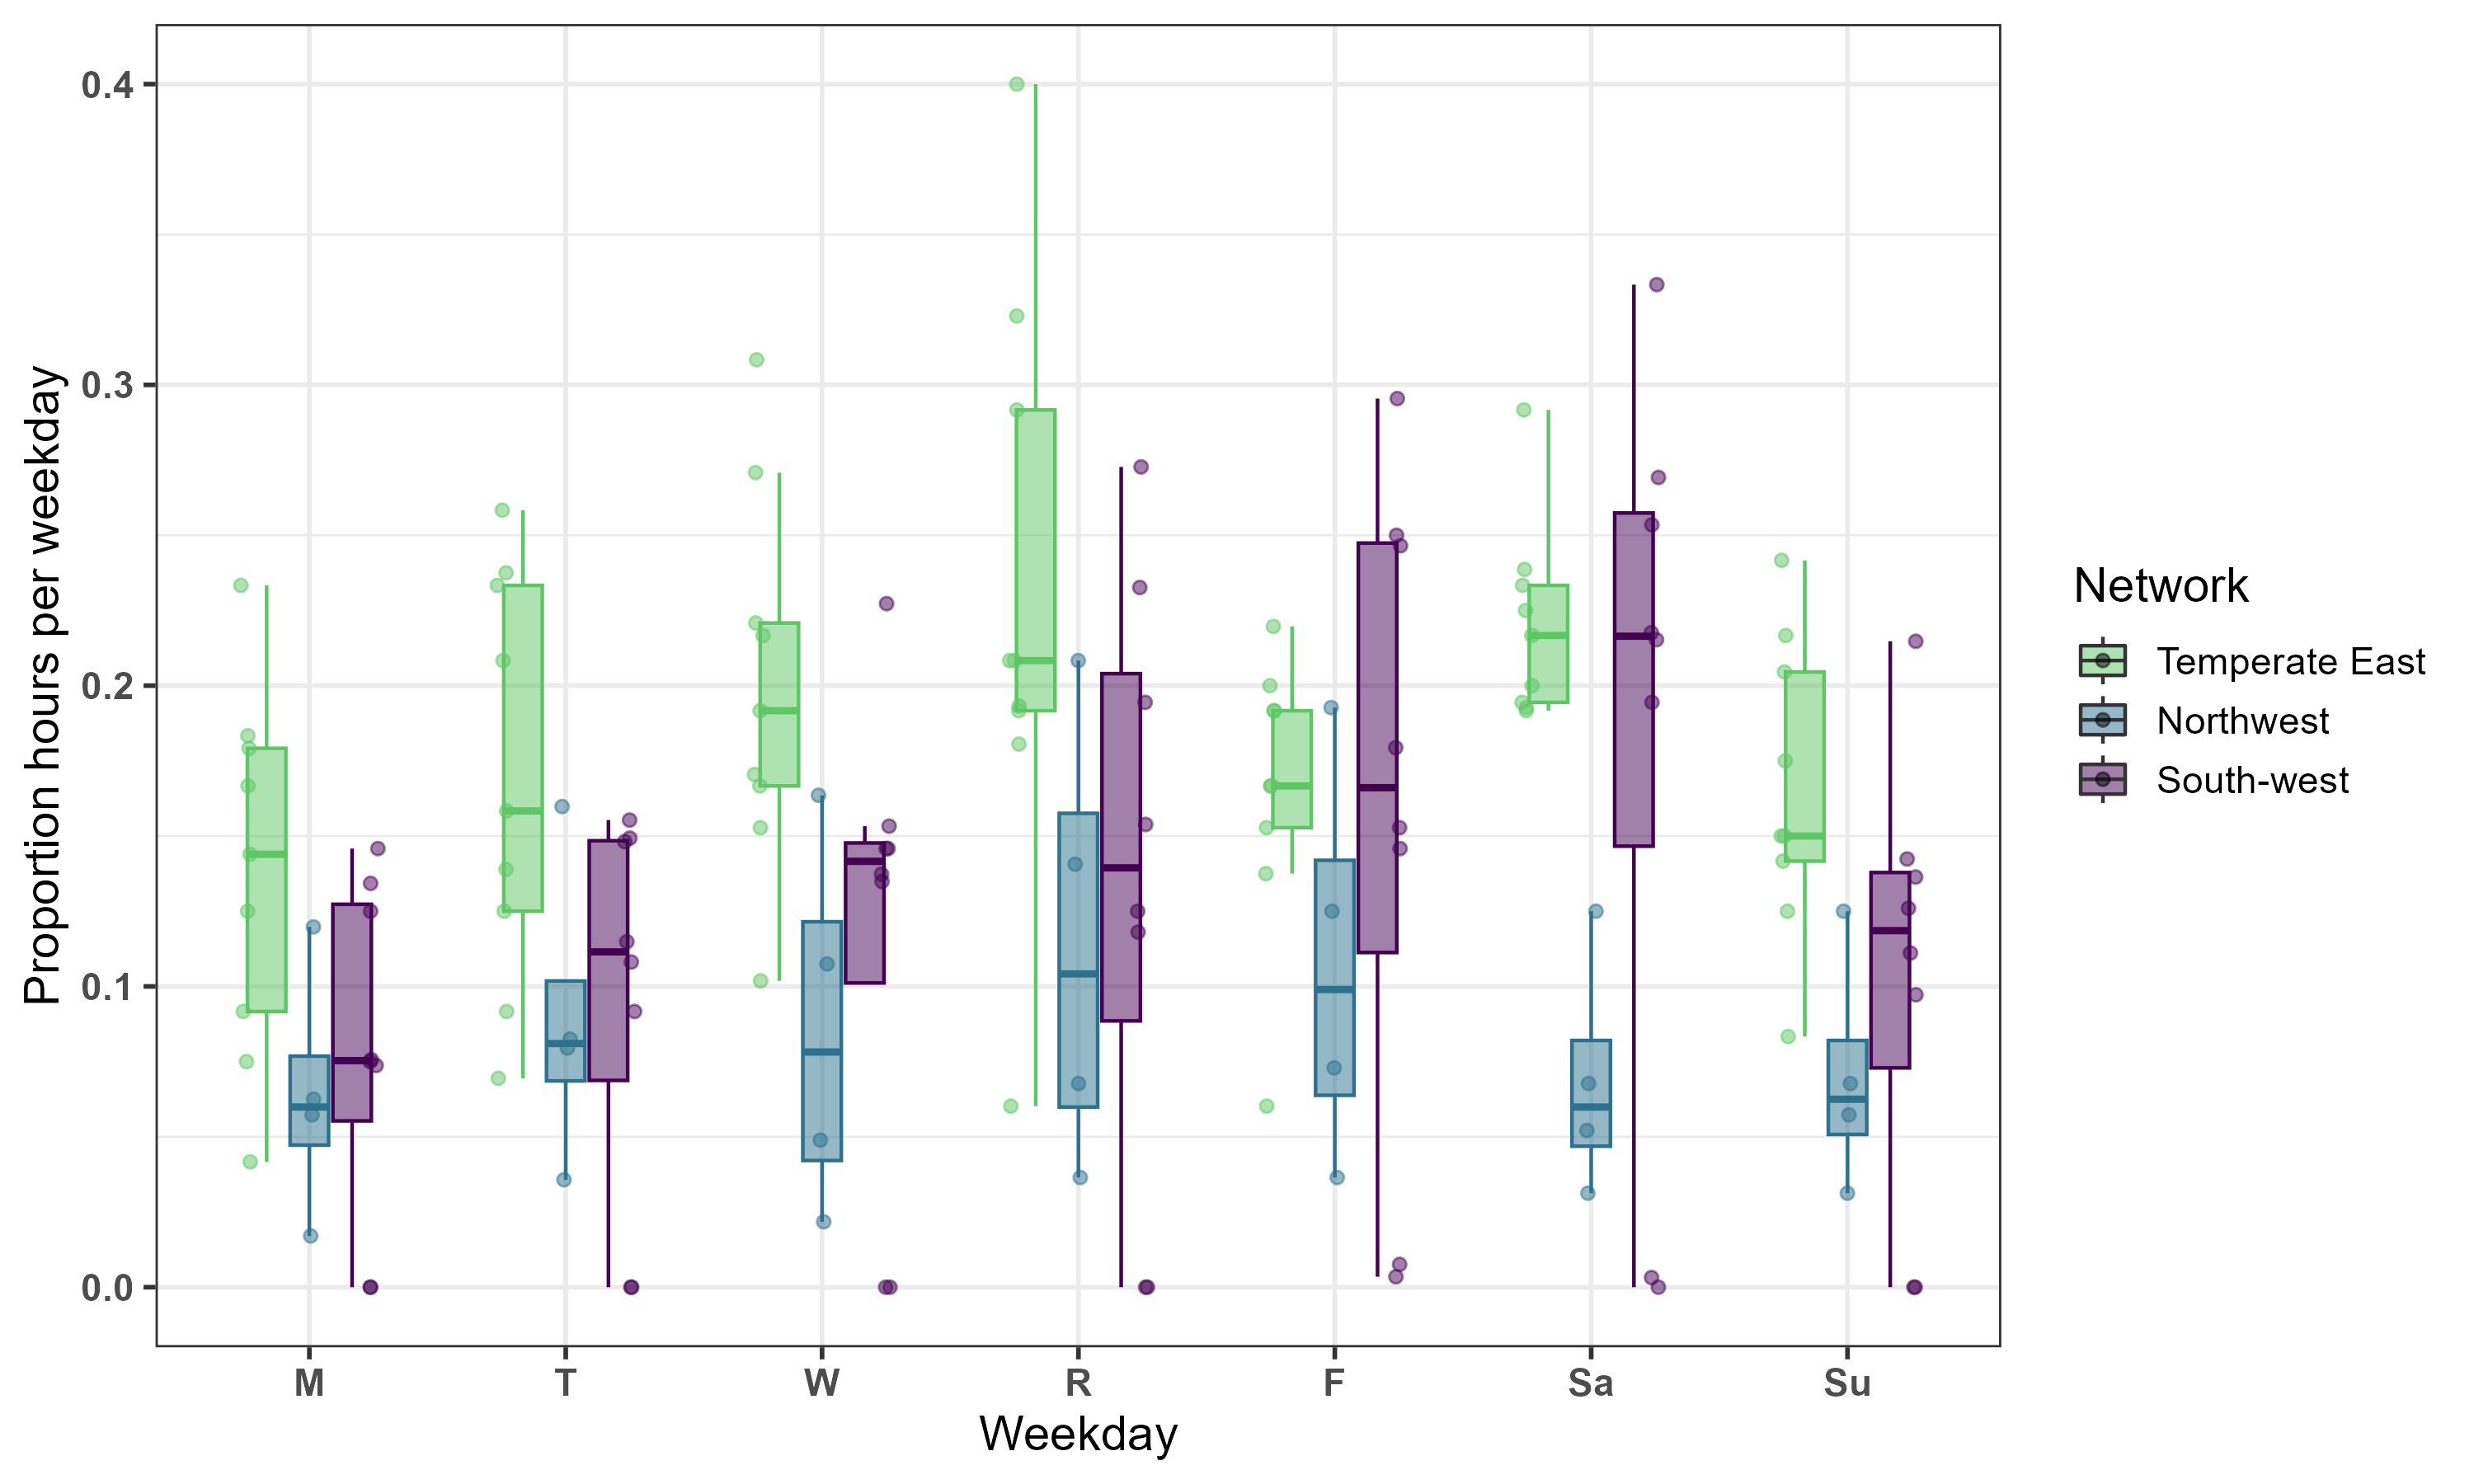 Proportion hours per weekday
0.4
0.3
0.2
0.1
0.0
M T W R F Sa Su
Weekday
Network
Temperate East
Northwest
South-west